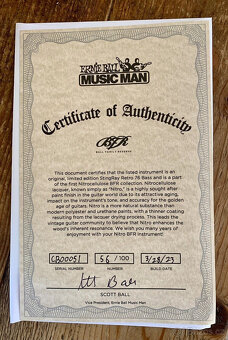 ERNIE BALL
MUSIC MAN
Certificate of Authenticity
BFR
BALL FAMILY RESERVE
This document certifies that the listed instrument is an
original, limited edition StingRay Retro 70 Bass and is a part
of the first Nitrocellulose BFR collection. Nitrocellulose
lacquer, known simply as "Nitro", is a highly sought after
paint finish in the guitar world due to its attractive aging,
impact on the instrument's tone, and accuracy for the golden
age of guitars. Nitro is a more natural substance than
modern polyester and urethane paints, with a thinner coating
resulting from the lacquer drying process. This leads the
vintage guitar community to believe that Nitro enhances the
wood's inherent resonance. We wish you many years of
enjoyment with your Nitro BFR instrument!
CB00051 56 / 100 3/28/23
SERIAL NUMBER NUMBER BUILD DATE
SCOTT BALL
Vice President, Ernie Ball Music Man